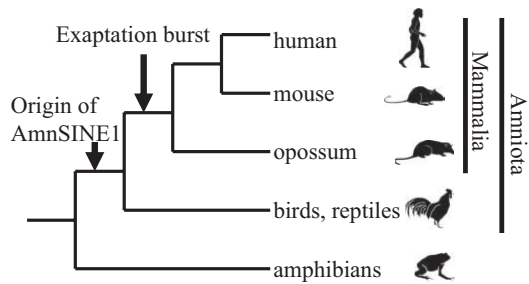 Exaptation burst
Origin of
AmnSINE1
human
mouse
opossum
birds, reptiles
amphibians
Mammalia
Amniota